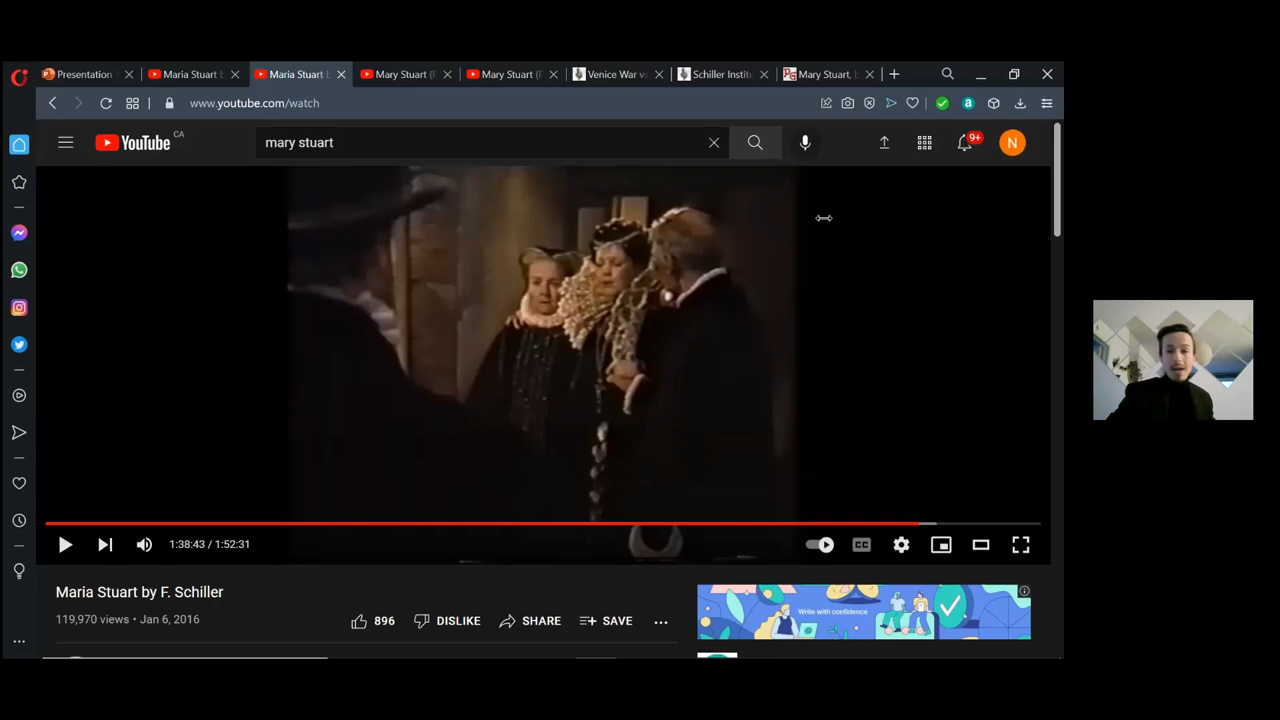 Presentation
Maria Stuart b
Maria Stuart b
Mary Stuart (F
Mary Stuart (F
Venice War v
Schiller Instit
Mary Stuart, b
www.youtube.com/watch
YouTube CA
mary stuart
9+
N
1:38:43 / 1:52:31
CC
Maria Stuart by F. Schiller
119,970 views • Jan 6, 2016
896
DISLIKE
SHARE
SAVE
Write with confidence